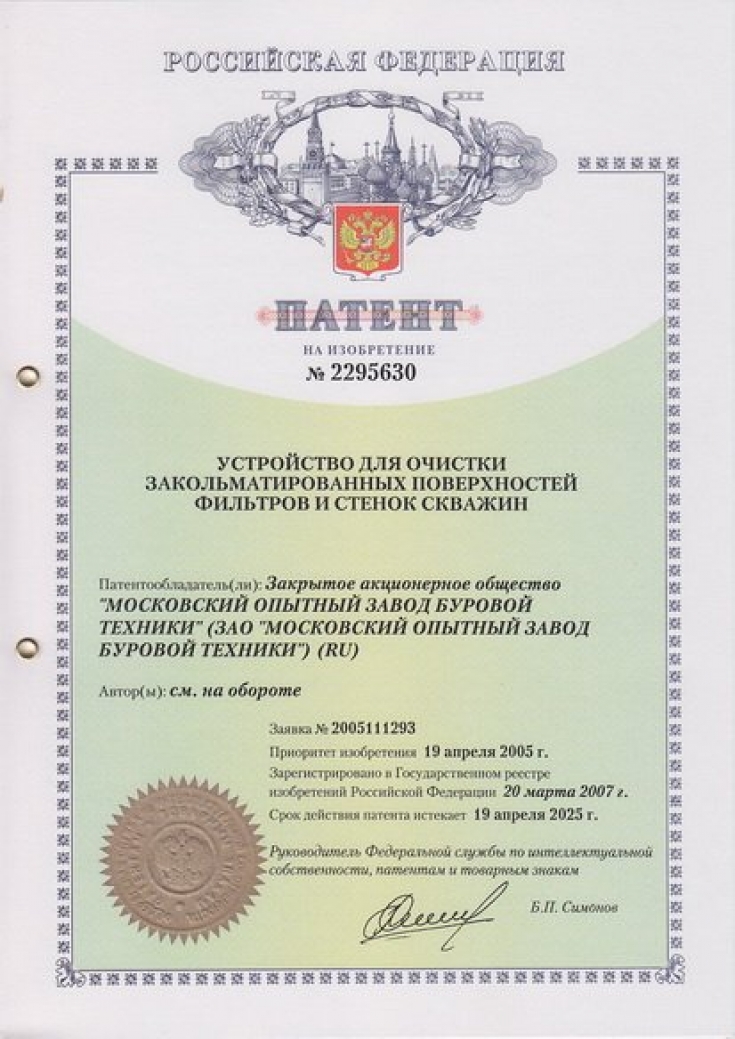 РОССИЙСКАЯ ФЕДЕРАЦИЯ
ПАТЕНТ
НА ИЗОБРЕТЕНИЕ
№ 2295630
УСТРОЙСТВО ДЛЯ ОЧИСТКИ
ЗАКОЛЬМАТИРОВАННЫХ ПОВЕРХНОСТЕЙ
ФИЛЬТРОВ И СТЕНОК СКВАЖИН
Патентообладатель(ли): Закрытое акционерное общество
"МОСКОВСКИЙ ОПЫТНЫЙ ЗАВОД БУРОВОЙ
ТЕХНИКИ" (ЗАО "МОСКОВСКИЙ ОПЫТНЫЙ ЗАВОД
БУРОВОЙ ТЕХНИКИ") (RU)
Автор(ы): см. на обороте
Заявка № 2005111293
Приоритет изобретения 19 апреля 2005 г.
Зарегистрировано в Государственном реестре
изобретений Российской Федерации 20 марта 2007 г.
Срок действия патента истекает 19 апреля 2025 г.
Руководитель Федеральной службы по интеллектуальной
собственности, патентам и товарным знакам
Б.П. Симонов